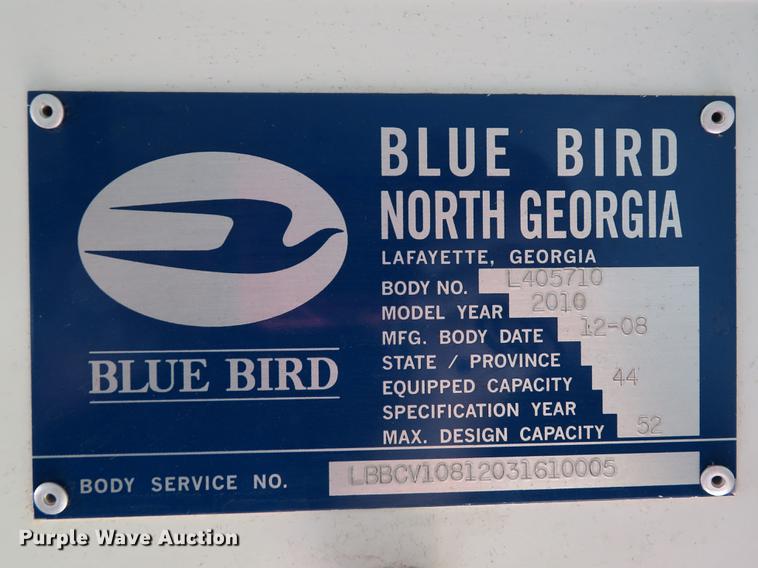 BLUE BIRD
NORTH GEORGIA
LAFAYETTE, GEORGIA
BODY NO. L405710
MODEL YEAR 2010
MFG. BODY DATE 12-08
STATE / PROVINCE
EQUIPPED CAPACITY 44
SPECIFICATION YEAR
MAX. DESIGN CAPACITY 52
BLUE BIRD
BODY SERVICE NO. LBBCV10812031610005
Purple Wave Auction